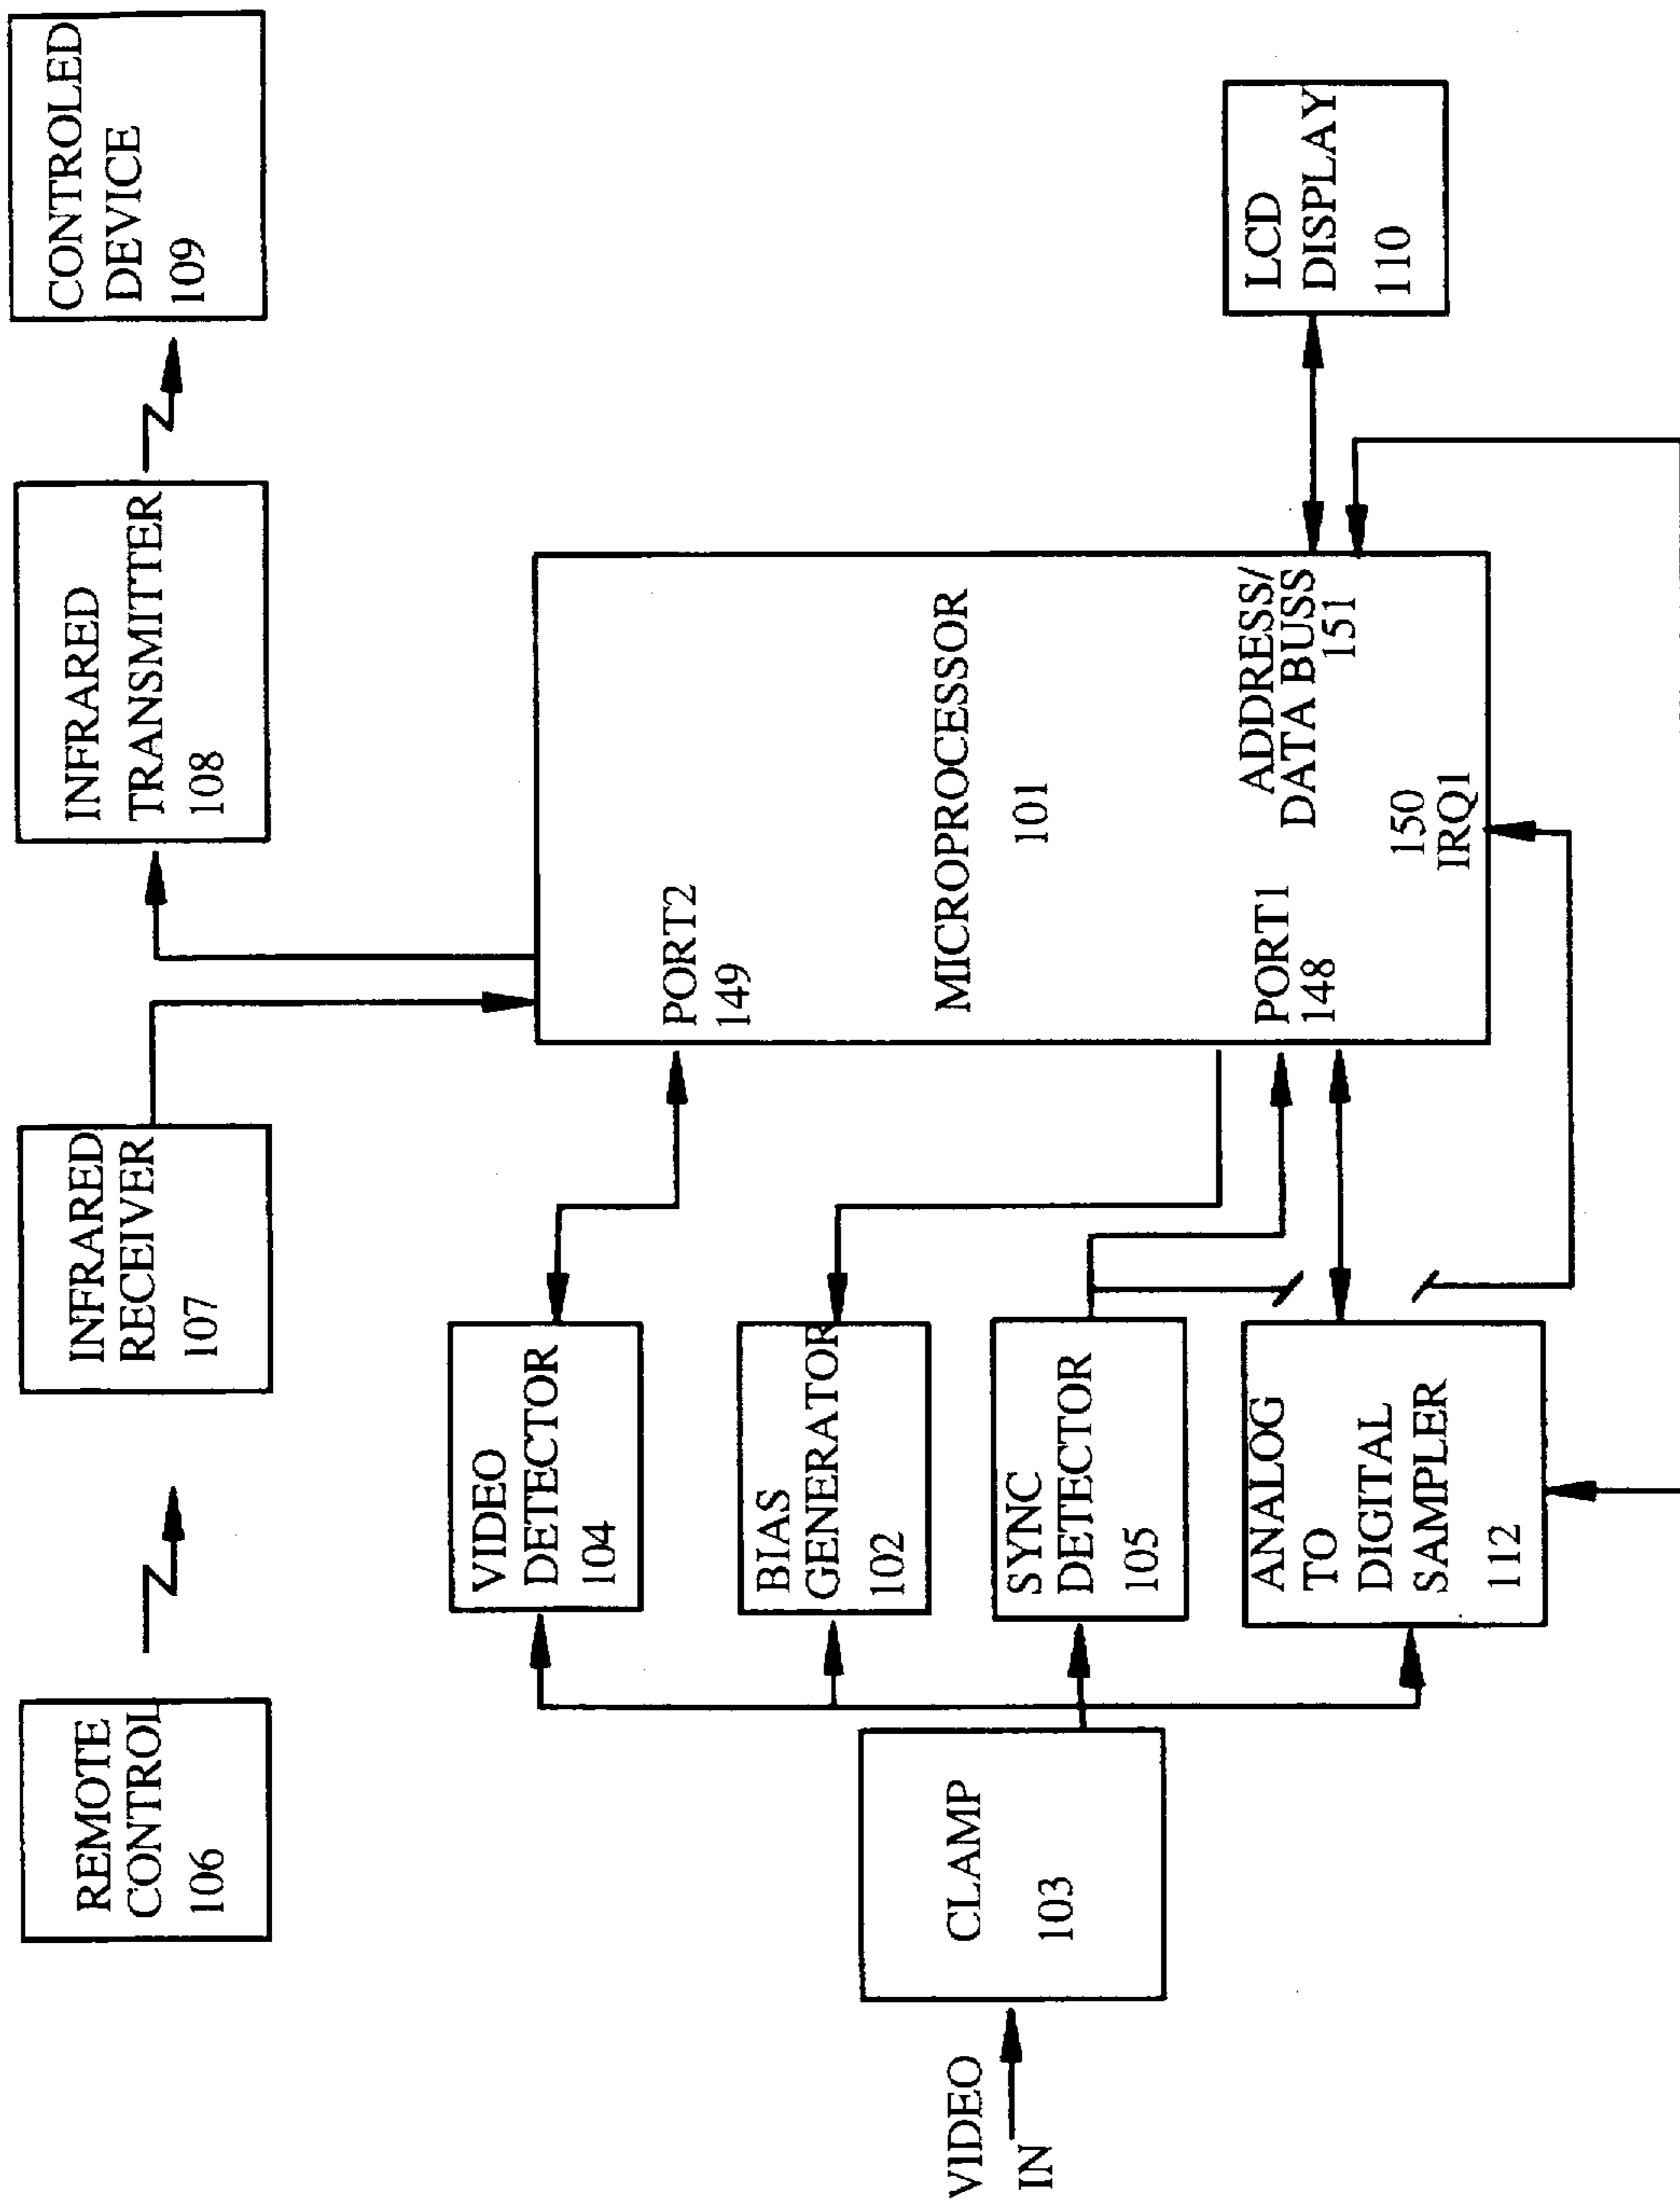 REMOTE
CONTROL
106
INFRARED
RECEIVER
107
INFRARED
TRANSMITTER
108
CONTROLED
DEVICE
109
VIDEO
IN
CLAMP
103
VIDEO
DETECTOR
104
BIAS
GENERATOR
102
SYNC
DETECTOR
105
ANALOG
TO
DIGITAL
SAMPLER
112
PORT2
149
MICROPROCESSOR
101
PORT1
148
ADDRESS/
DATA BUSS
151
150
IRQ1
LCD
DISPLAY
110